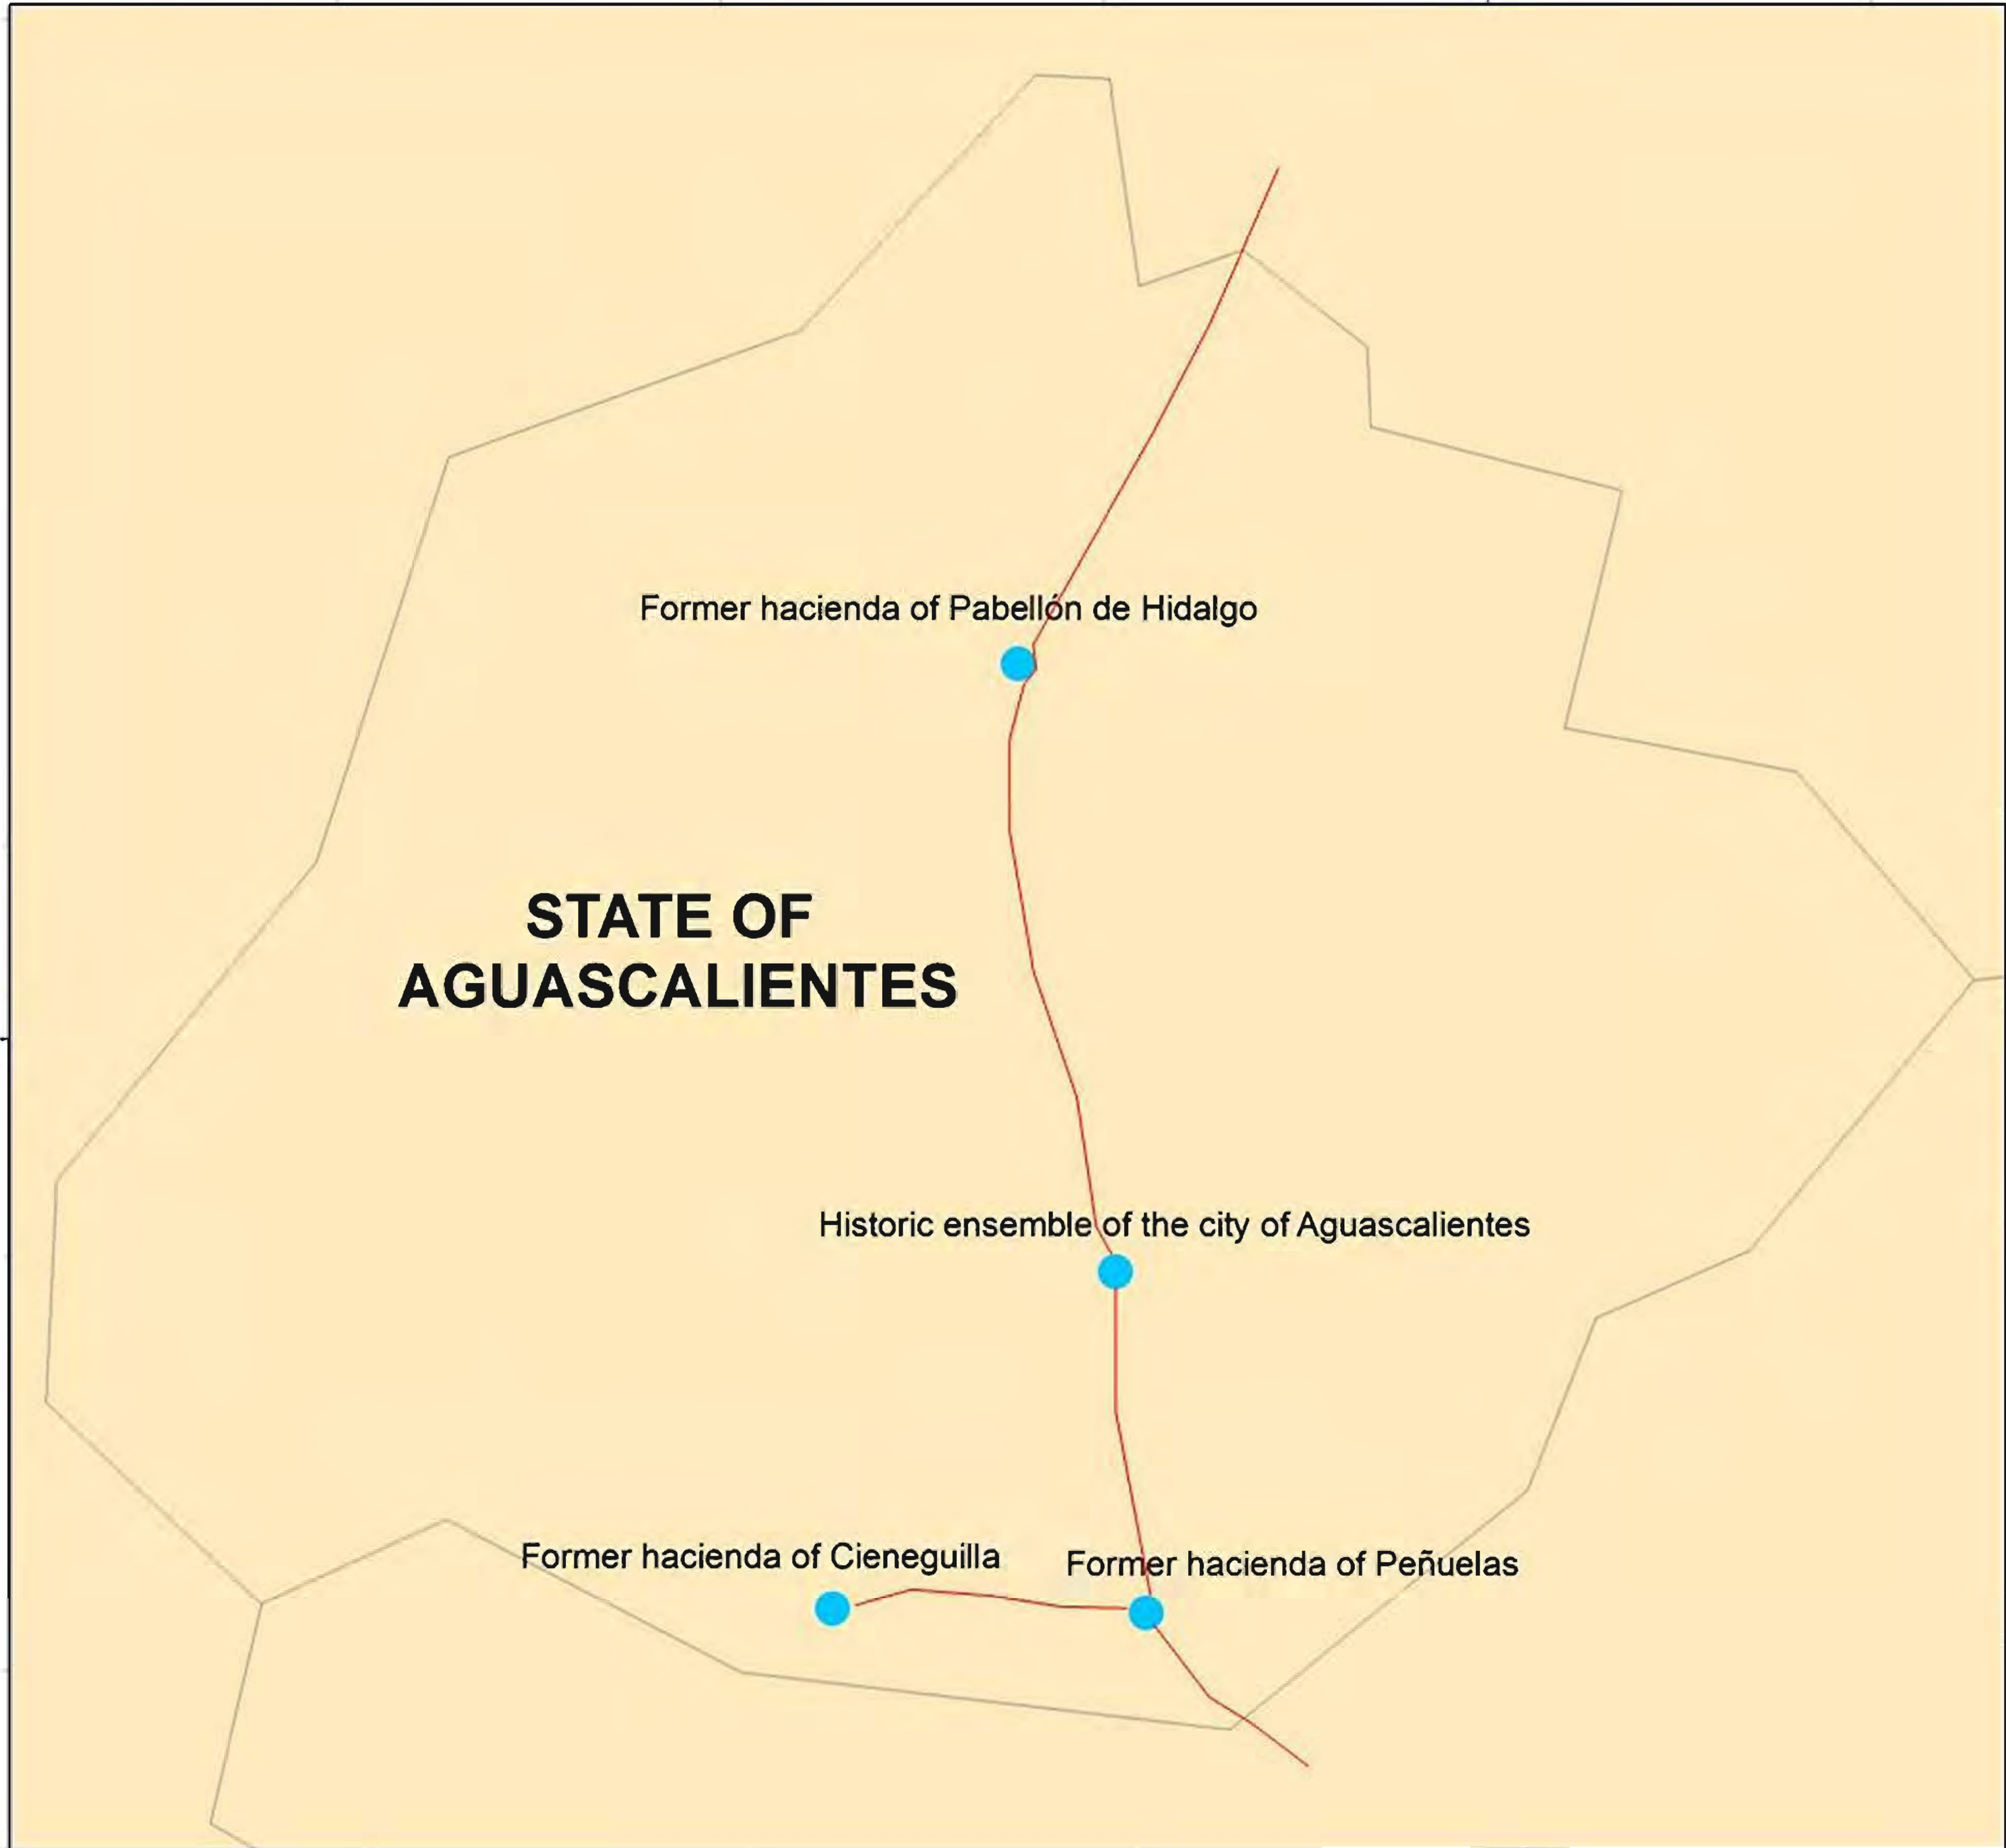 Former hacienda of Pabellón de Hidalgo
STATE OF
AGUASCALIENTES
Historic ensemble of the city of Aguascalientes
Former hacienda of Cieneguilla
Former hacienda of Peñuelas